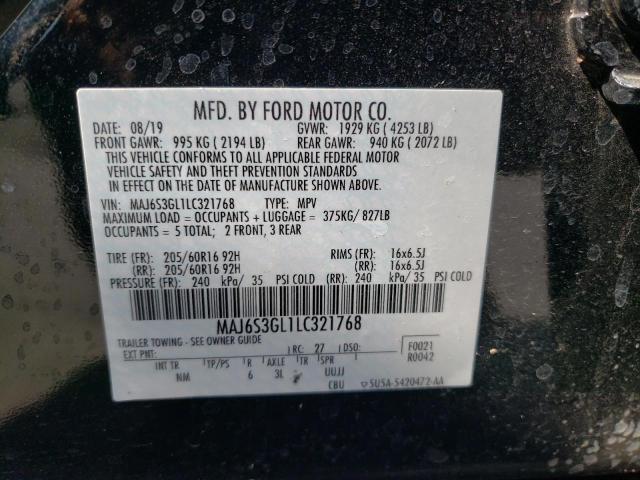 MFD. BY FORD MOTOR CO.
DATE: 08/19 GVWR: 1929 KG ( 4253 LB)
FRONT GAWR: 995 KG ( 2194 LB) REAR GAWR: 940 KG ( 2072 LB)
THIS VEHICLE CONFORMS TO ALL APPLICABLE FEDERAL MOTOR
VEHICLE SAFETY AND THEFT PREVENTION STANDARDS
IN EFFECT ON THE DATE OF MANUFACTURE SHOWN ABOVE.
VIN: MAJ6S3GL1LC321768 TYPE: MPV
MAXIMUM LOAD = OCCUPANTS + LUGGAGE = 375KG/ 827LB
OCCUPANTS = 5 TOTAL; 2 FRONT, 3 REAR
TIRE (FR): 205/60R16 92H RIMS (FR): 16x6.5J
(RR): 205/60R16 92H (RR): 16x6.5J
PRESSURE (FR): 240 kPa/ 35 PSI COLD (RR): 240 kPa/ 35 PSI COLD
MAJ6S3GL1LC321768
TRAILER TOWING - SEE OWNER GUIDE
EXT PNT: RC: 27 DSO: F0021
R0042
INT TR TP/PS R AXLE TR SPR
NM 6 3L UUJJ
CBU 5U5A-5420472-AA